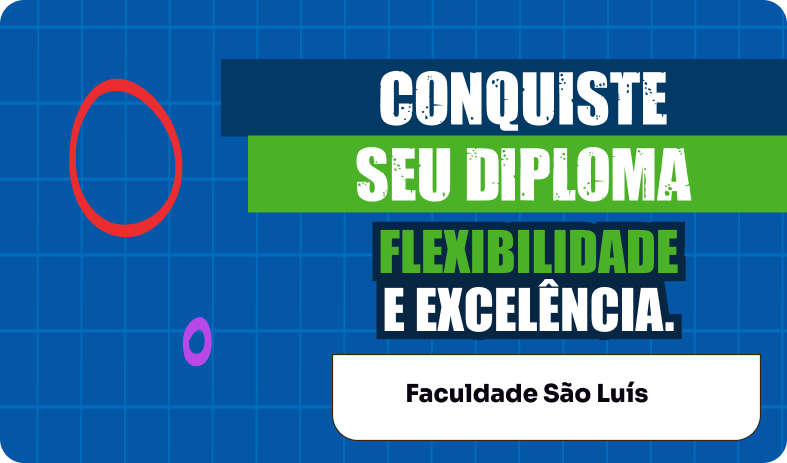 CONQUISTE
SEU DIPLOMA
FLEXIBILIDADE
E EXCELÊNCIA.
Faculdade São Luís